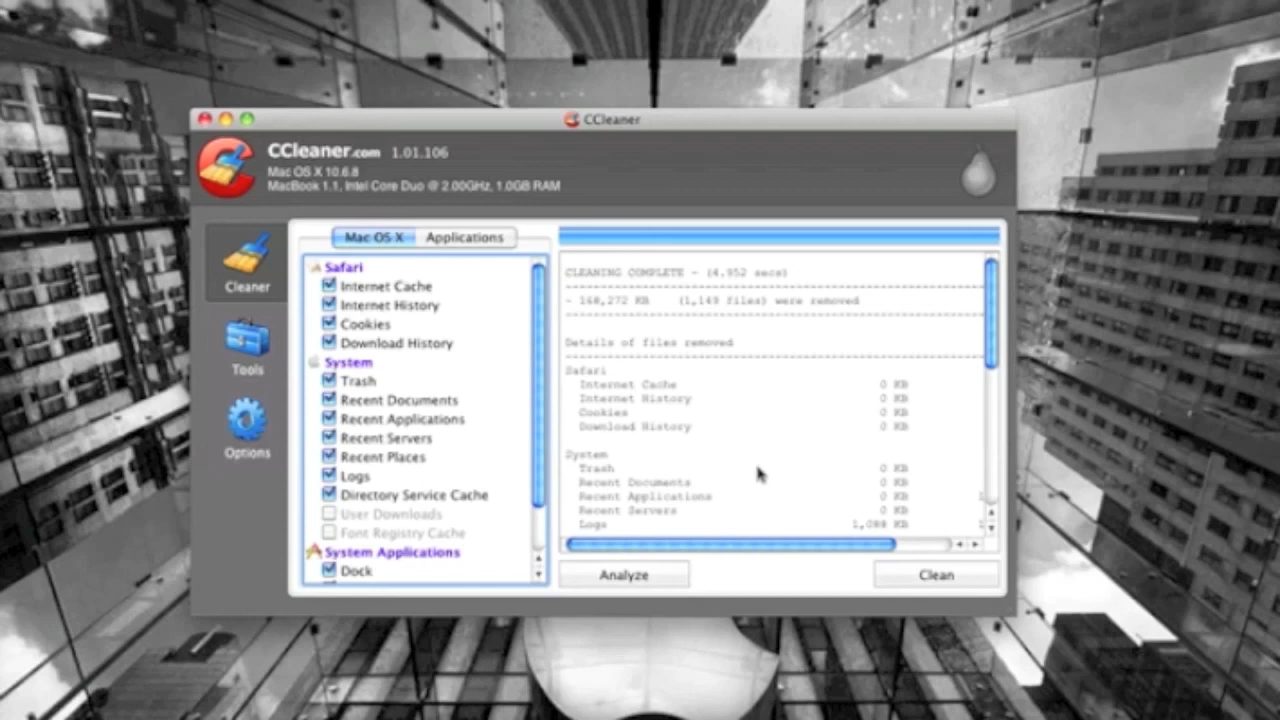 CCleaner
CCleaner.com 1.01.106
Mac OS X 10.6.8
MacBook 1.1, Intel Core Duo @ 2.00GHz, 1.0GB RAM
Cleaner
Tools
Options
Mac OS X Applications
Safari
Internet Cache
Internet History
Cookies
Download History
System
Trash
Recent Documents
Recent Applications
Recent Servers
Recent Places
Logs
Directory Service Cache
User Downloads
Font Registry Cache
System Applications
Dock
CLEANING COMPLETE - (4.952 secs)
- 168,272 KB (1,149 files) were removed
Details of files removed
Safari
Internet Cache 0 KB
Internet History 0 KB
Cookies 0 KB
Download History 0 KB
System
Trash 0 KB
Recent Documents 0 KB
Recent Applications 0 KB 1
Recent Servers 0 KB
Logs 1,088 KB 1
Analyze Clean